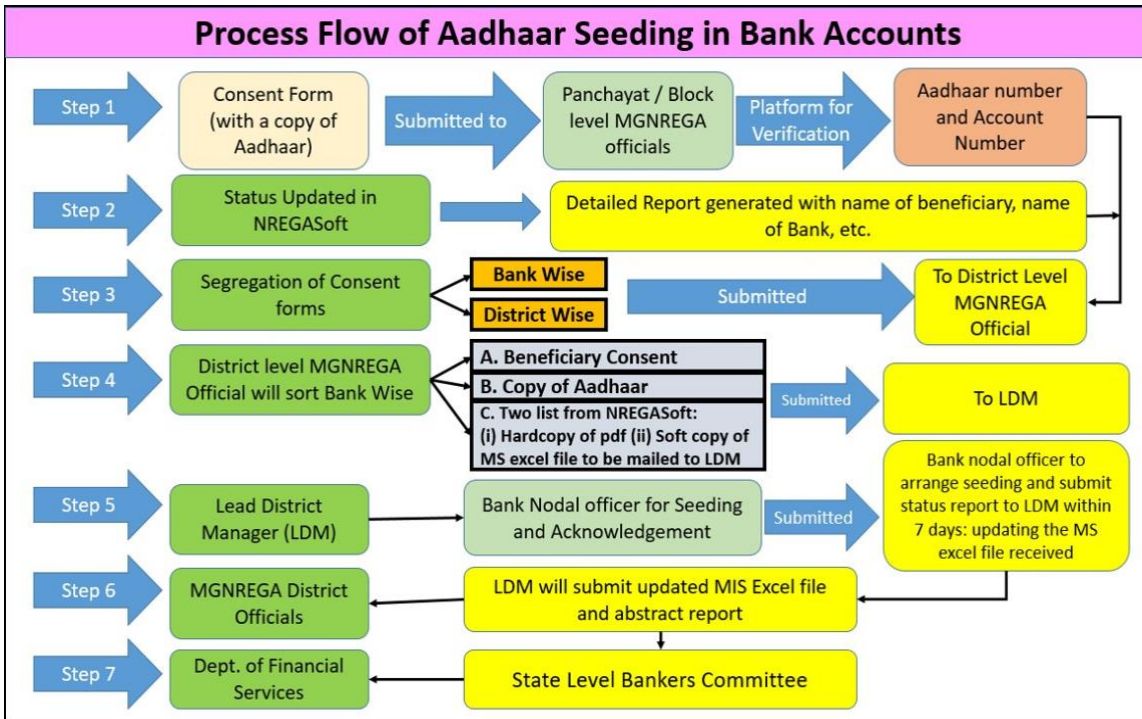 Process Flow of Aadhaar Seeding in Bank Accounts
Step 1
Consent Form
(with a copy of
Aadhaar)
Submitted to
Panchayat / Block
level MGNREGA
officials
Platform for
Verification
Aadhaar number
and Account
Number
Step 2
Status Updated in
NREGASoft
Detailed Report generated with name of beneficiary, name
of Bank, etc.
Step 3
Segregation of Consent
forms
Bank Wise
District Wise
Submitted
To District Level
MGNREGA
Official
Step 4
District level MGNREGA
Official will sort Bank Wise
A. Beneficiary Consent
B. Copy of Aadhaar
C. Two list from NREGASoft:
(i) Hardcopy of pdf (ii) Soft copy of
MS excel file to be mailed to LDM
Submitted
To LDM
Step 5
Lead District
Manager (LDM)
Bank Nodal officer for Seeding
and Acknowledgement
Submitted
Bank nodal officer to
arrange seeding and submit
status report to LDM within
7 days: updating the MS
excel file received
Step 6
MGNREGA District
Officials
LDM will submit updated MIS Excel file
and abstract report
Step 7
Dept. of Financial
Services
State Level Bankers Committee